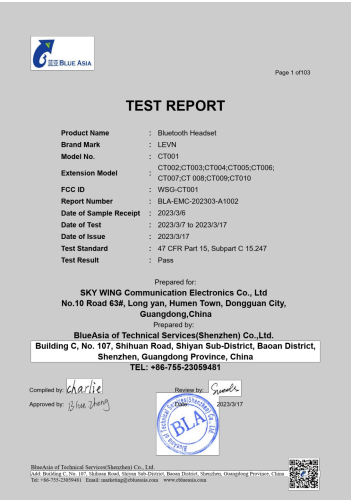 BLUE ASIA
Page 1 of103
TEST REPORT
Product Name : Bluetooth Headset
Brand Mark : LEVN
Model No. : CT001
Extension Model : CT002;CT003;CT004;CT005;CT006;
CT007;CT 008;CT009;CT010
FCC ID : WSG-CT001
Report Number : BLA-EMC-202303-A1002
Date of Sample Receipt : 2023/3/6
Date of Test : 2023/3/7 to 2023/3/17
Date of Issue : 2023/3/17
Test Standard : 47 CFR Part 15, Subpart C 15.247
Test Result : Pass
Prepared for:
SKY WING Communication Electronics Co., Ltd
No.10 Road 63#, Long yan, Humen Town, Dongguan City,
Guangdong,China
Prepared by:
BlueAsia of Technical Services(Shenzhen) Co.,Ltd.
Building C, No. 107, Shihuan Road, Shiyan Sub-District, Baoan District,
Shenzhen, Guangdong Province, China
TEL: +86-755-23059481
Compiled by: charlie Review by:
Approved by: Blue Zheng Date: 2023/3/17
BLA
BlueAsia of Technical Services(Shenzhen) Co., Ltd.
Add: Building C, No. 107, Shihuan Road, Shiyan Sub-District, Baoan District, Shenzhen, Guangdong Province, China
Tel: +86-755-23059481 Email: marketing@cblueasia.com www.cblueasia.com